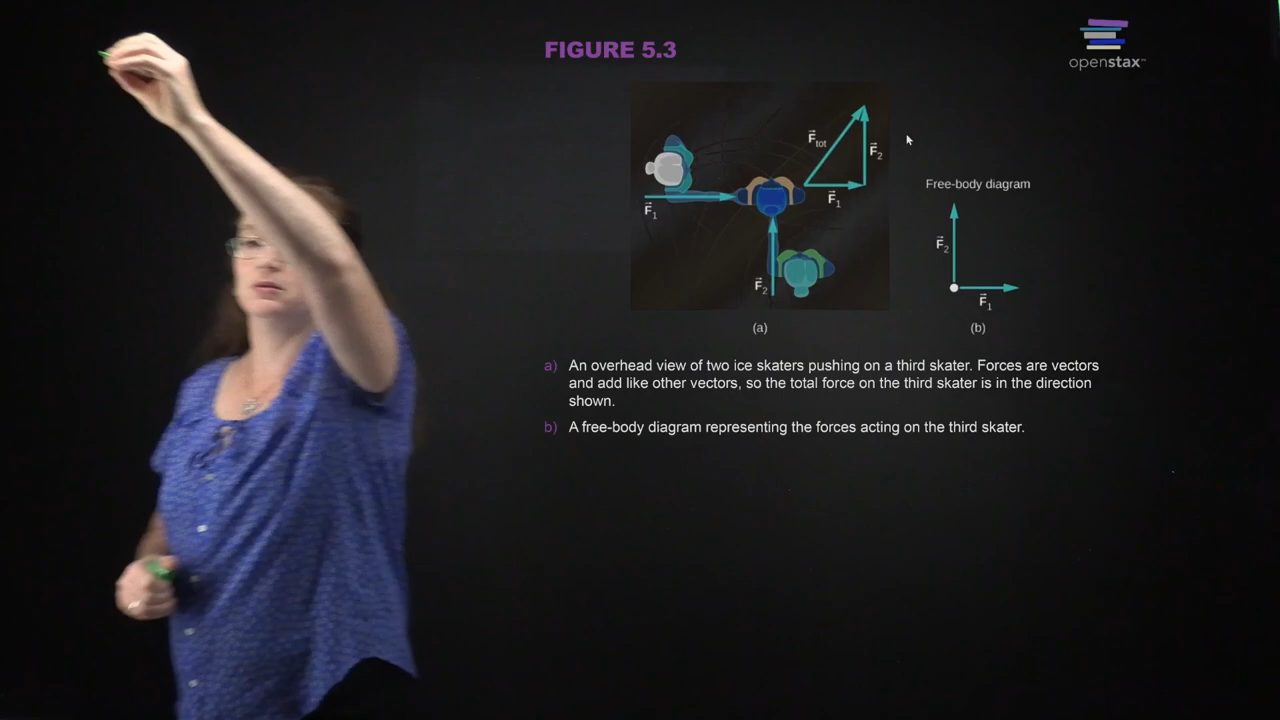 FIGURE 5.3
openstax™
F⃗tot
F⃗2
F⃗1
F⃗1
F⃗2
(a)
Free-body diagram
F⃗2
F⃗1
(b)
a) An overhead view of two ice skaters pushing on a third skater. Forces are vectors
and add like other vectors, so the total force on the third skater is in the direction
shown.
b) A free-body diagram representing the forces acting on the third skater.